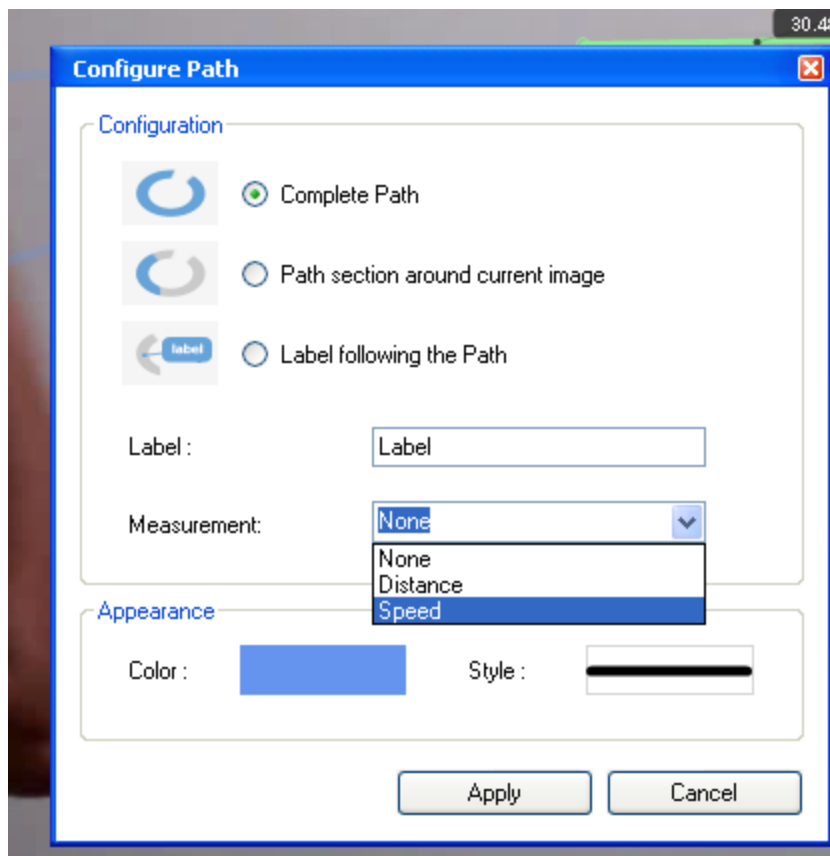 30.48
Configure Path
Configuration
Complete Path
Path section around current image
label
Label following the Path
Label :
Label
Measurement:
None
None
Distance
Speed
Appearance
Color :
Style :
Apply
Cancel